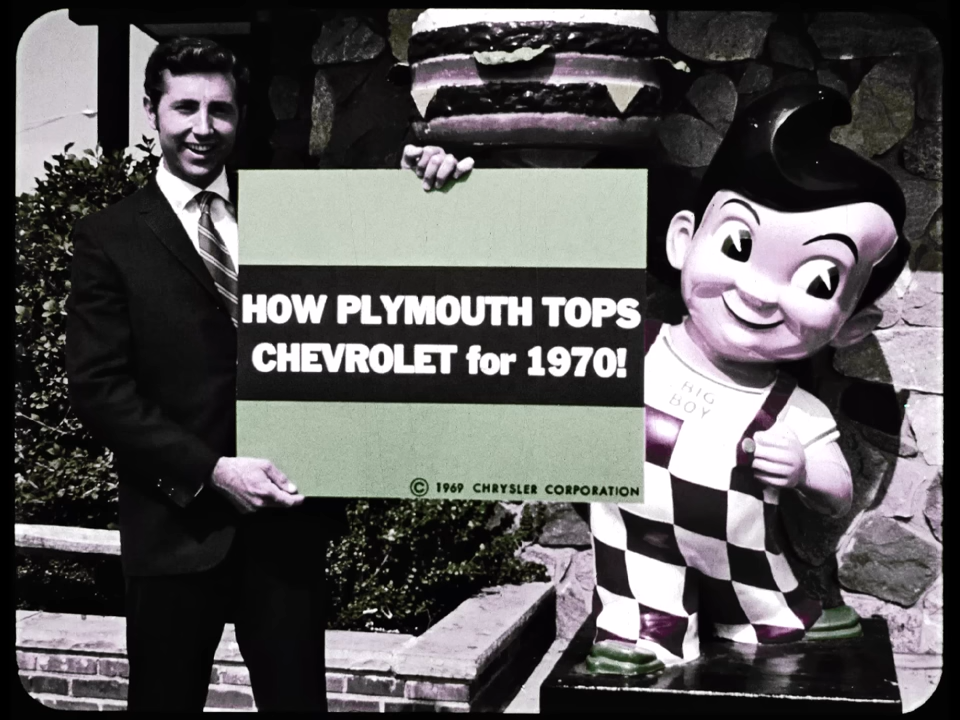 HOW PLYMOUTH TOPS
CHEVROLET for 1970!
© 1969 CHRYSLER CORPORATION
BIG
BOY